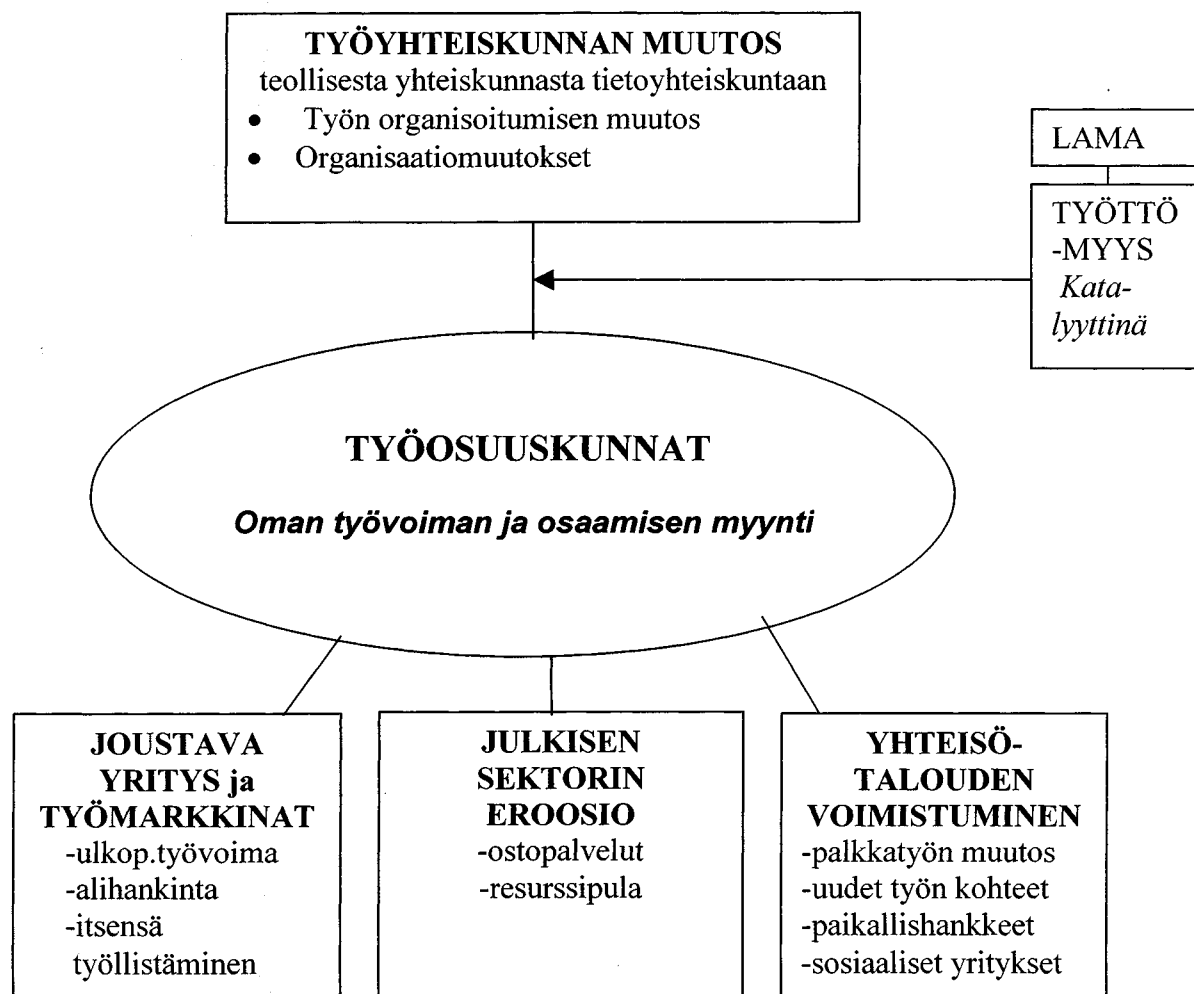 TYÖYHTEISKUNNAN MUUTOS
teollisesta yhteiskunnasta tietoyhteiskuntaan
• Työn organisoitumisen muutos
• Organisaatiomuutokset
LAMA
TYÖTTÖ
-MYYS
Kata-
lyyttinä
TYÖOSUUSKUNNAT
Oman työvoiman ja osaamisen myynti
JOUSTAVA
YRITYS ja
TYÖMARKKINAT
-ulkop.työvoima
-alihankinta
-itsensä
työllistäminen
JULKISEN
SEKTORIN
EROOSIO
-ostopalvelut
-resurssipula
YHTEISÖ-
TALOUDEN
VOIMISTUMINEN
-palkkatyön muutos
-uudet työn kohteet
-paikallishankkeet
-sosiaaliset yritykset